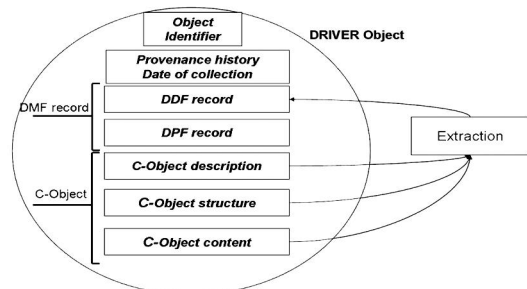 Object
Identifier
DRIVER Object
Provenance history
Date of collection
DMF record
DDF record
DPF record
Extraction
C-Object description
C-Object
C-Object structure
C-Object content